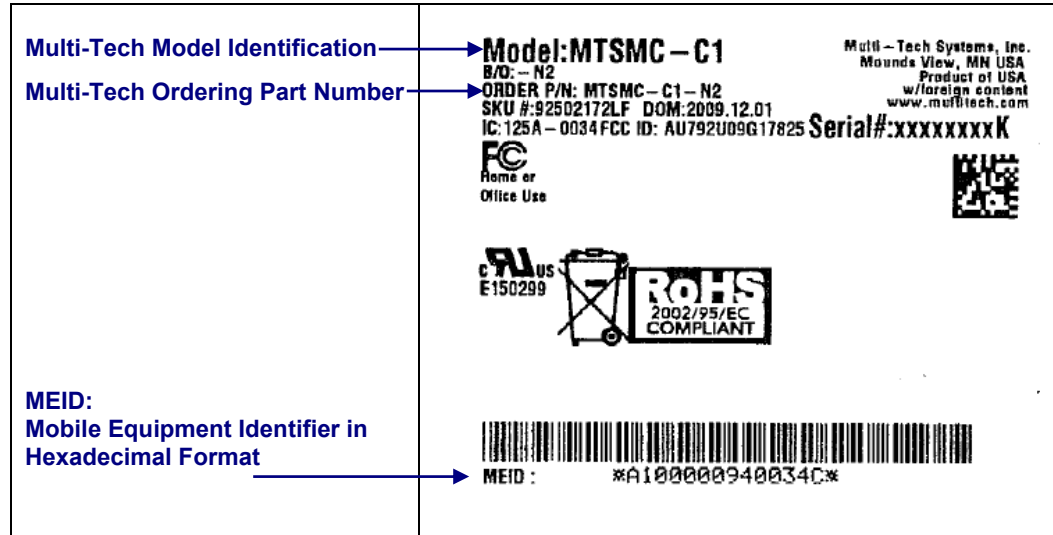 Multi-Tech Model Identification
Multi-Tech Ordering Part Number
MEID:
Mobile Equipment Identifier in
Hexadecimal Format
Model:MTSMC-C1
B/O:-N2
ORDER P/N: MTSMC-C1-N2
SKU #:92502172LF DOM:2009.12.01
IC:125A-0034 FCC ID: AU792U09G17825
Multi-Tech Systems, Inc.
Mounds View, MN USA
Product of USA
w/foreign content
www.multitech.com
Serial#:xxxxxxxxK
FC
Home or
Office Use
C RU US
E150299
RoHS
2002/95/EC
COMPLIANT
MEID: *A100000940034C*